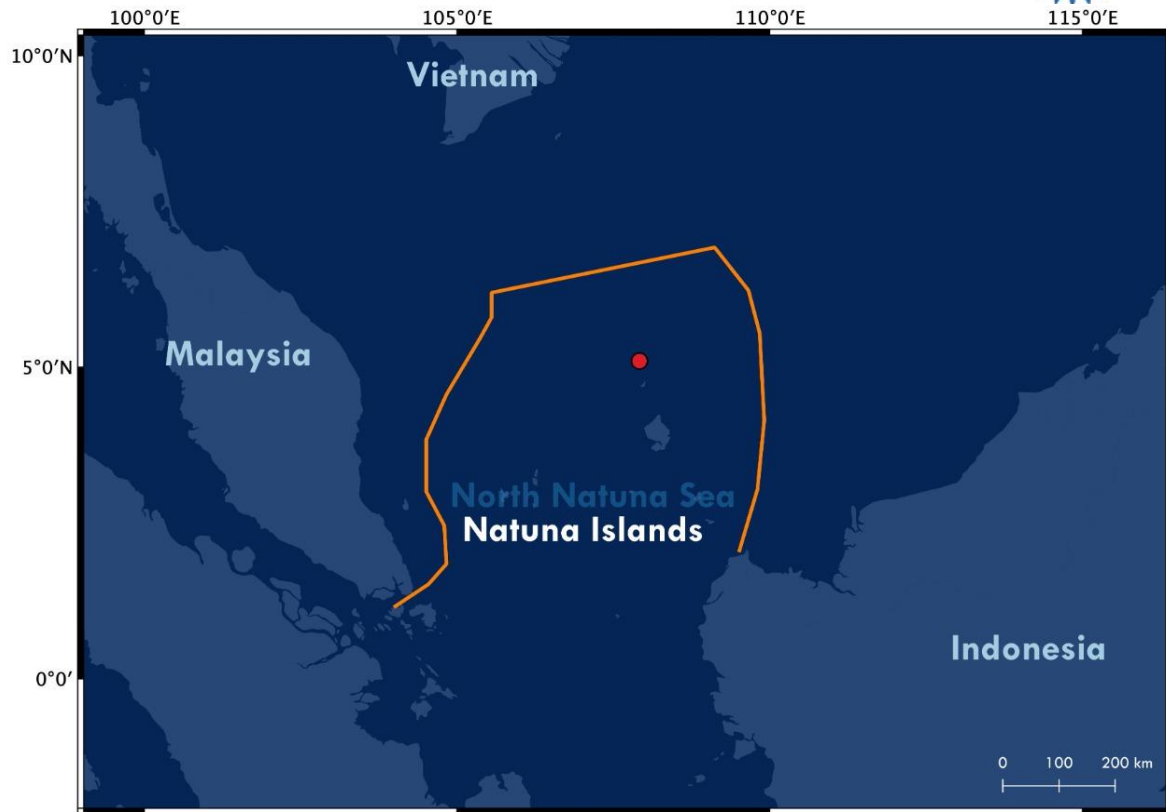 100°0′E 105°0′E 110°0′E 115°0′E
10°0′N
Vietnam
Malaysia
5°0′N
North Natuna Sea
Natuna Islands
Indonesia
0°0′
0 100 200 km